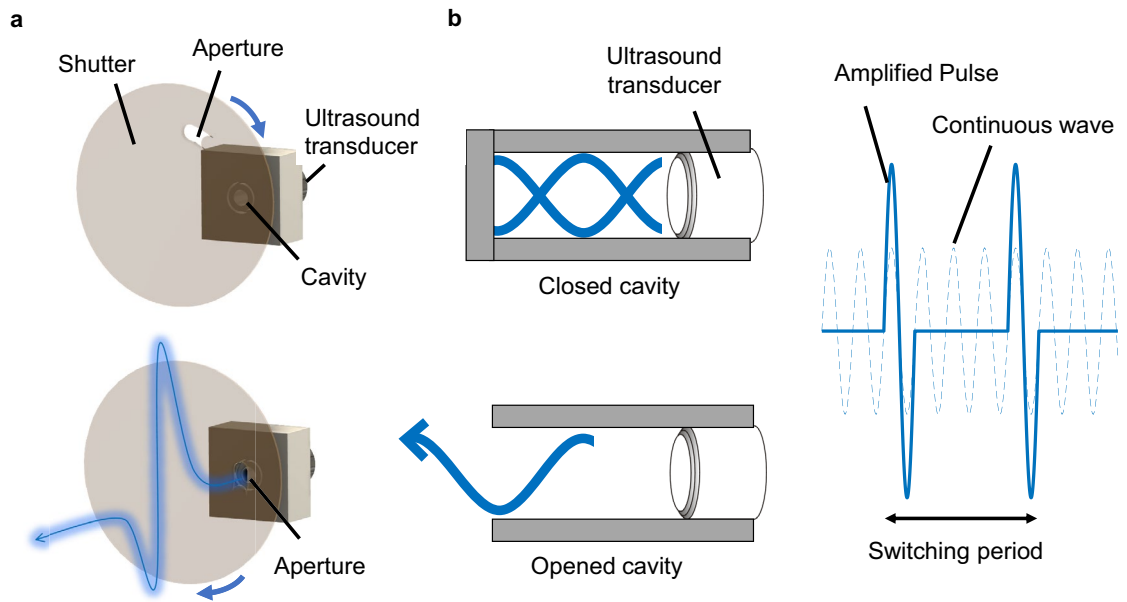 a
Aperture
Shutter
Ultrasound
transducer
Cavity
Aperture
b
Ultrasound
transducer
Closed cavity
Opened cavity
Amplified Pulse
Continuous wave
Switching period